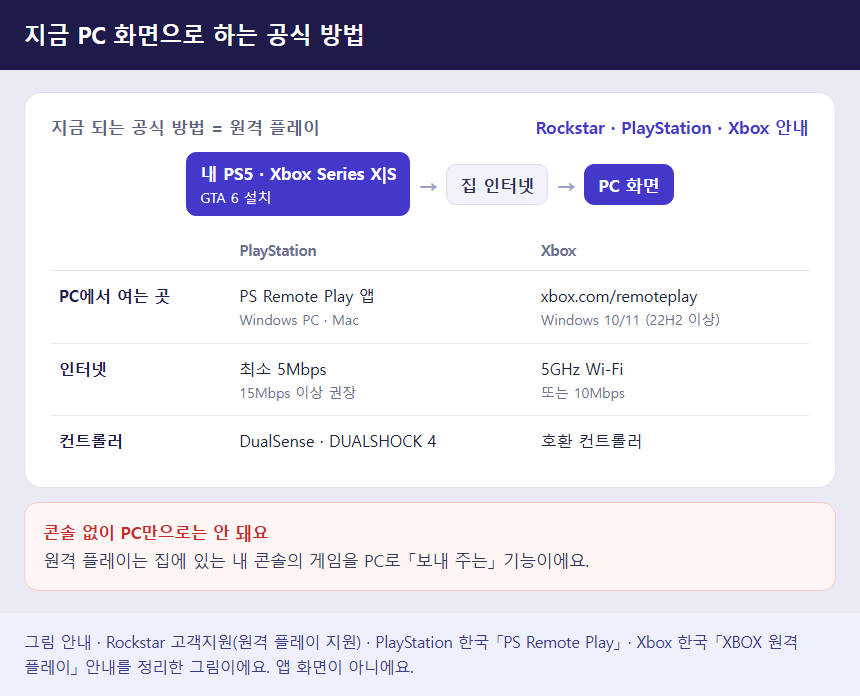 지금 PC 화면으로 하는 공식 방법
지금 되는 공식 방법 = 원격 플레이
Rockstar · PlayStation · Xbox 안내
내 PS5 · Xbox Series X|S
GTA 6 설치
→
집 인터넷
→
PC 화면
PlayStation
Xbox
PC에서 여는 곳
PS Remote Play 앱
Windows PC · Mac
xbox.com/remoteplay
Windows 10/11 (22H2 이상)
인터넷
최소 5Mbps
15Mbps 이상 권장
5GHz Wi-Fi
또는 10Mbps
컨트롤러
DualSense · DUALSHOCK 4
호환 컨트롤러
콘솔 없이 PC만으로는 안 돼요
원격 플레이는 집에 있는 내 콘솔의 게임을 PC로 「보내 주는」 기능이에요.
그림 안내 · Rockstar 고객지원(원격 플레이 지원) · PlayStation 한국 「PS Remote Play」 · Xbox 한국 「XBOX 원격
플레이」 안내를 정리한 그림이에요. 앱 화면이 아니에요.